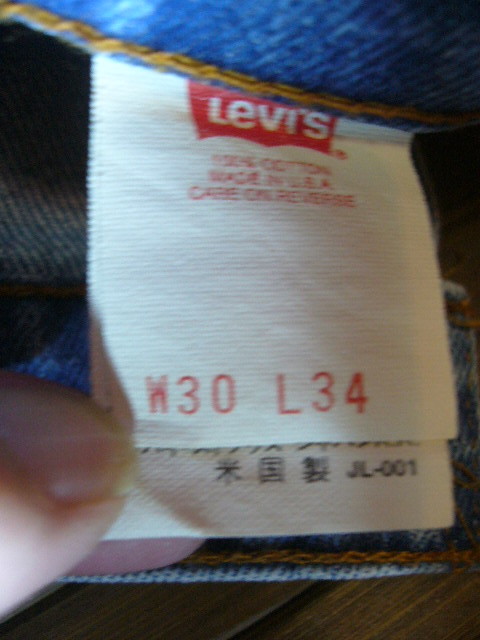 Levi's
100% COTTON
MADE IN U.S.A.
CARE ON REVERSE
W30 L34
米国製 JL-001